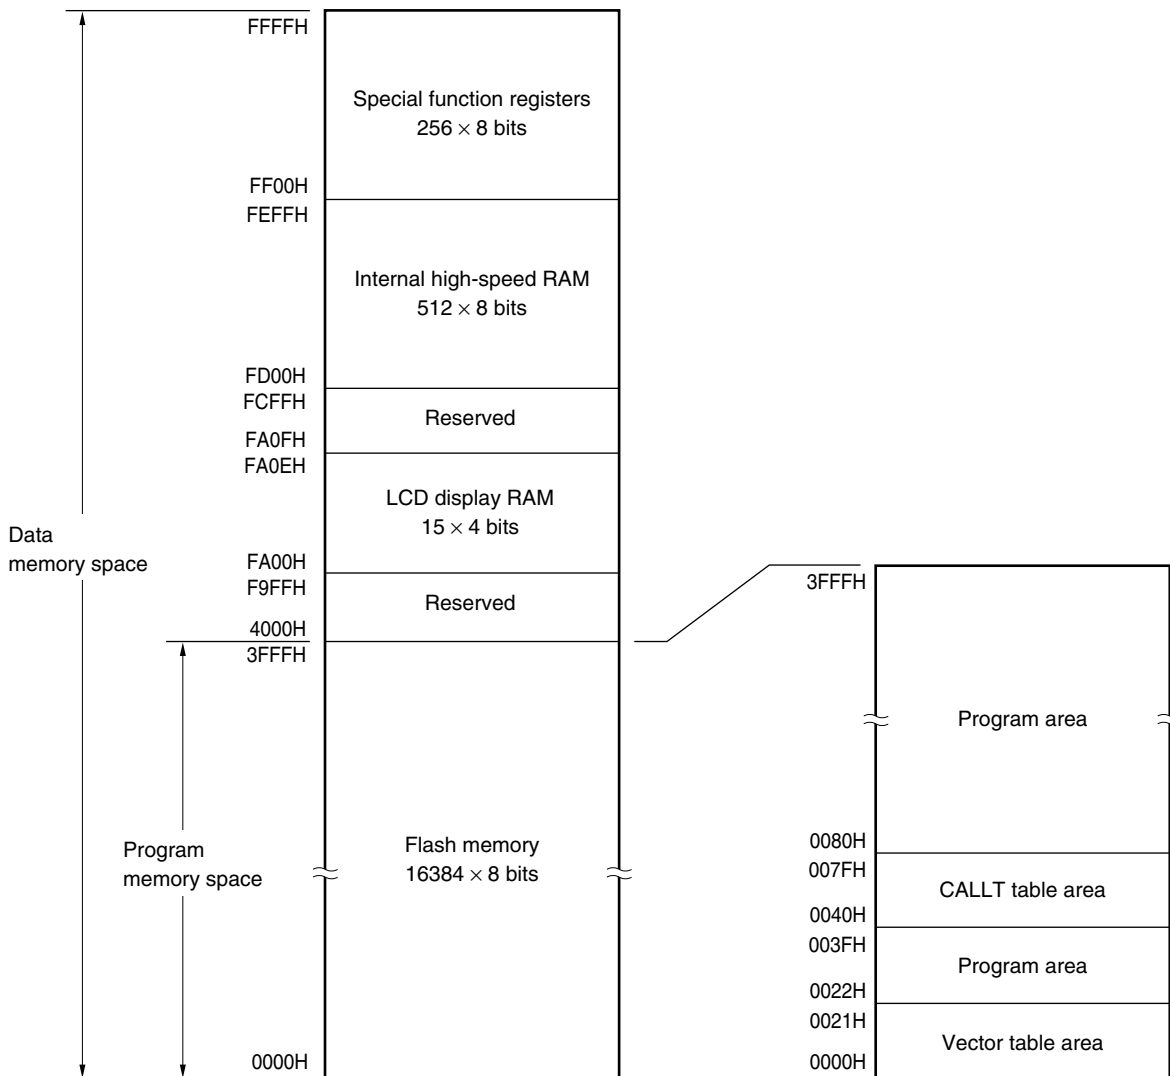 FFFFH
Special function registers
256 × 8 bits
FF00H
FEFFH
Internal high-speed RAM
512 × 8 bits
FD00H
FCFFH
Reserved
FA0FH
FA0EH
LCD display RAM
15 × 4 bits
Data
memory space
FA00H
F9FFH
Reserved
4000H
3FFFH
Program
memory space
Flash memory
16384 × 8 bits
0000H
3FFFH
Program area
0080H
007FH
CALLT table area
0040H
003FH
Program area
0022H
0021H
Vector table area
0000H